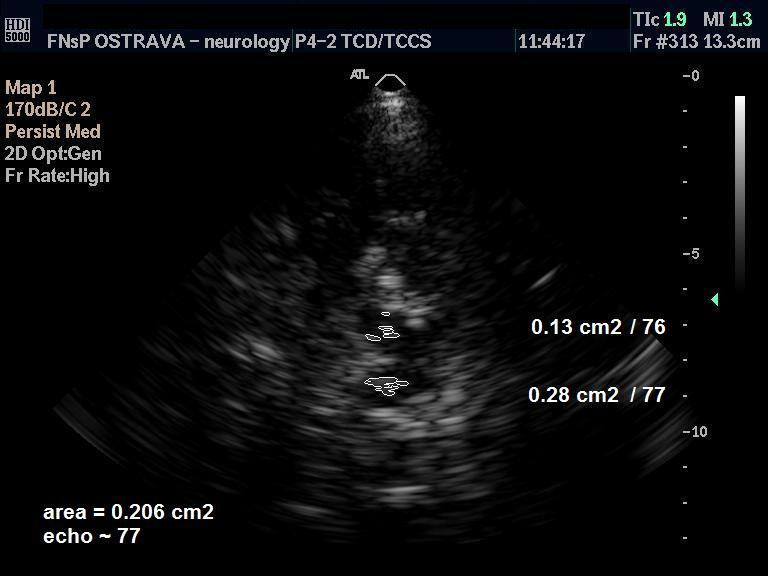 HDI 5000
TIc 1.9 MI 1.3
FNsP OSTRAVA - neurology P4-2 TCD/TCCS 11:44:17 Fr #313 13.3cm
ATL
0
Map 1
170dB/C 2
Persist Med
2D Opt:Gen
Fr Rate:High
5
0.13 cm2 / 76
0.28 cm2 / 77
10
area = 0.206 cm2
echo ~ 77